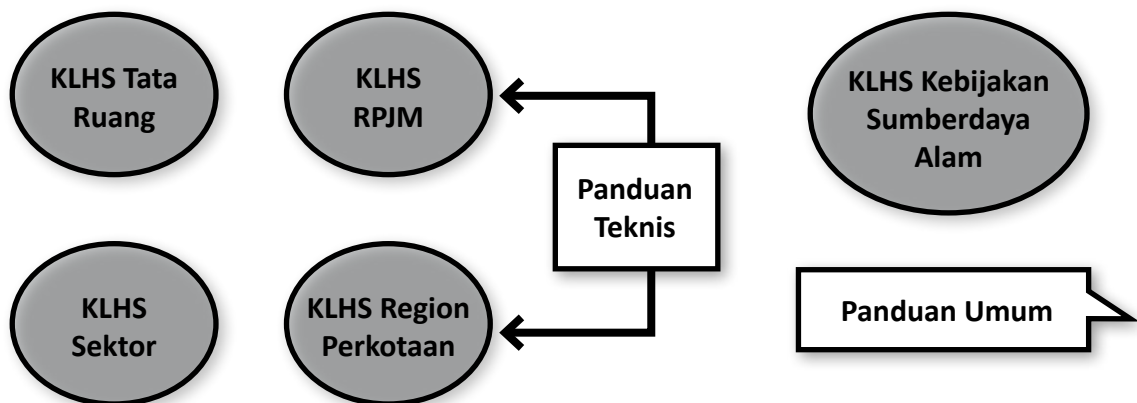 KLHS Tata
Ruang
KLHS
RPJM
KLHS Kebijakan
Sumberdaya
Alam
Panduan
Teknis
KLHS
Sektor
KLHS Region
Perkotaan
Panduan Umum